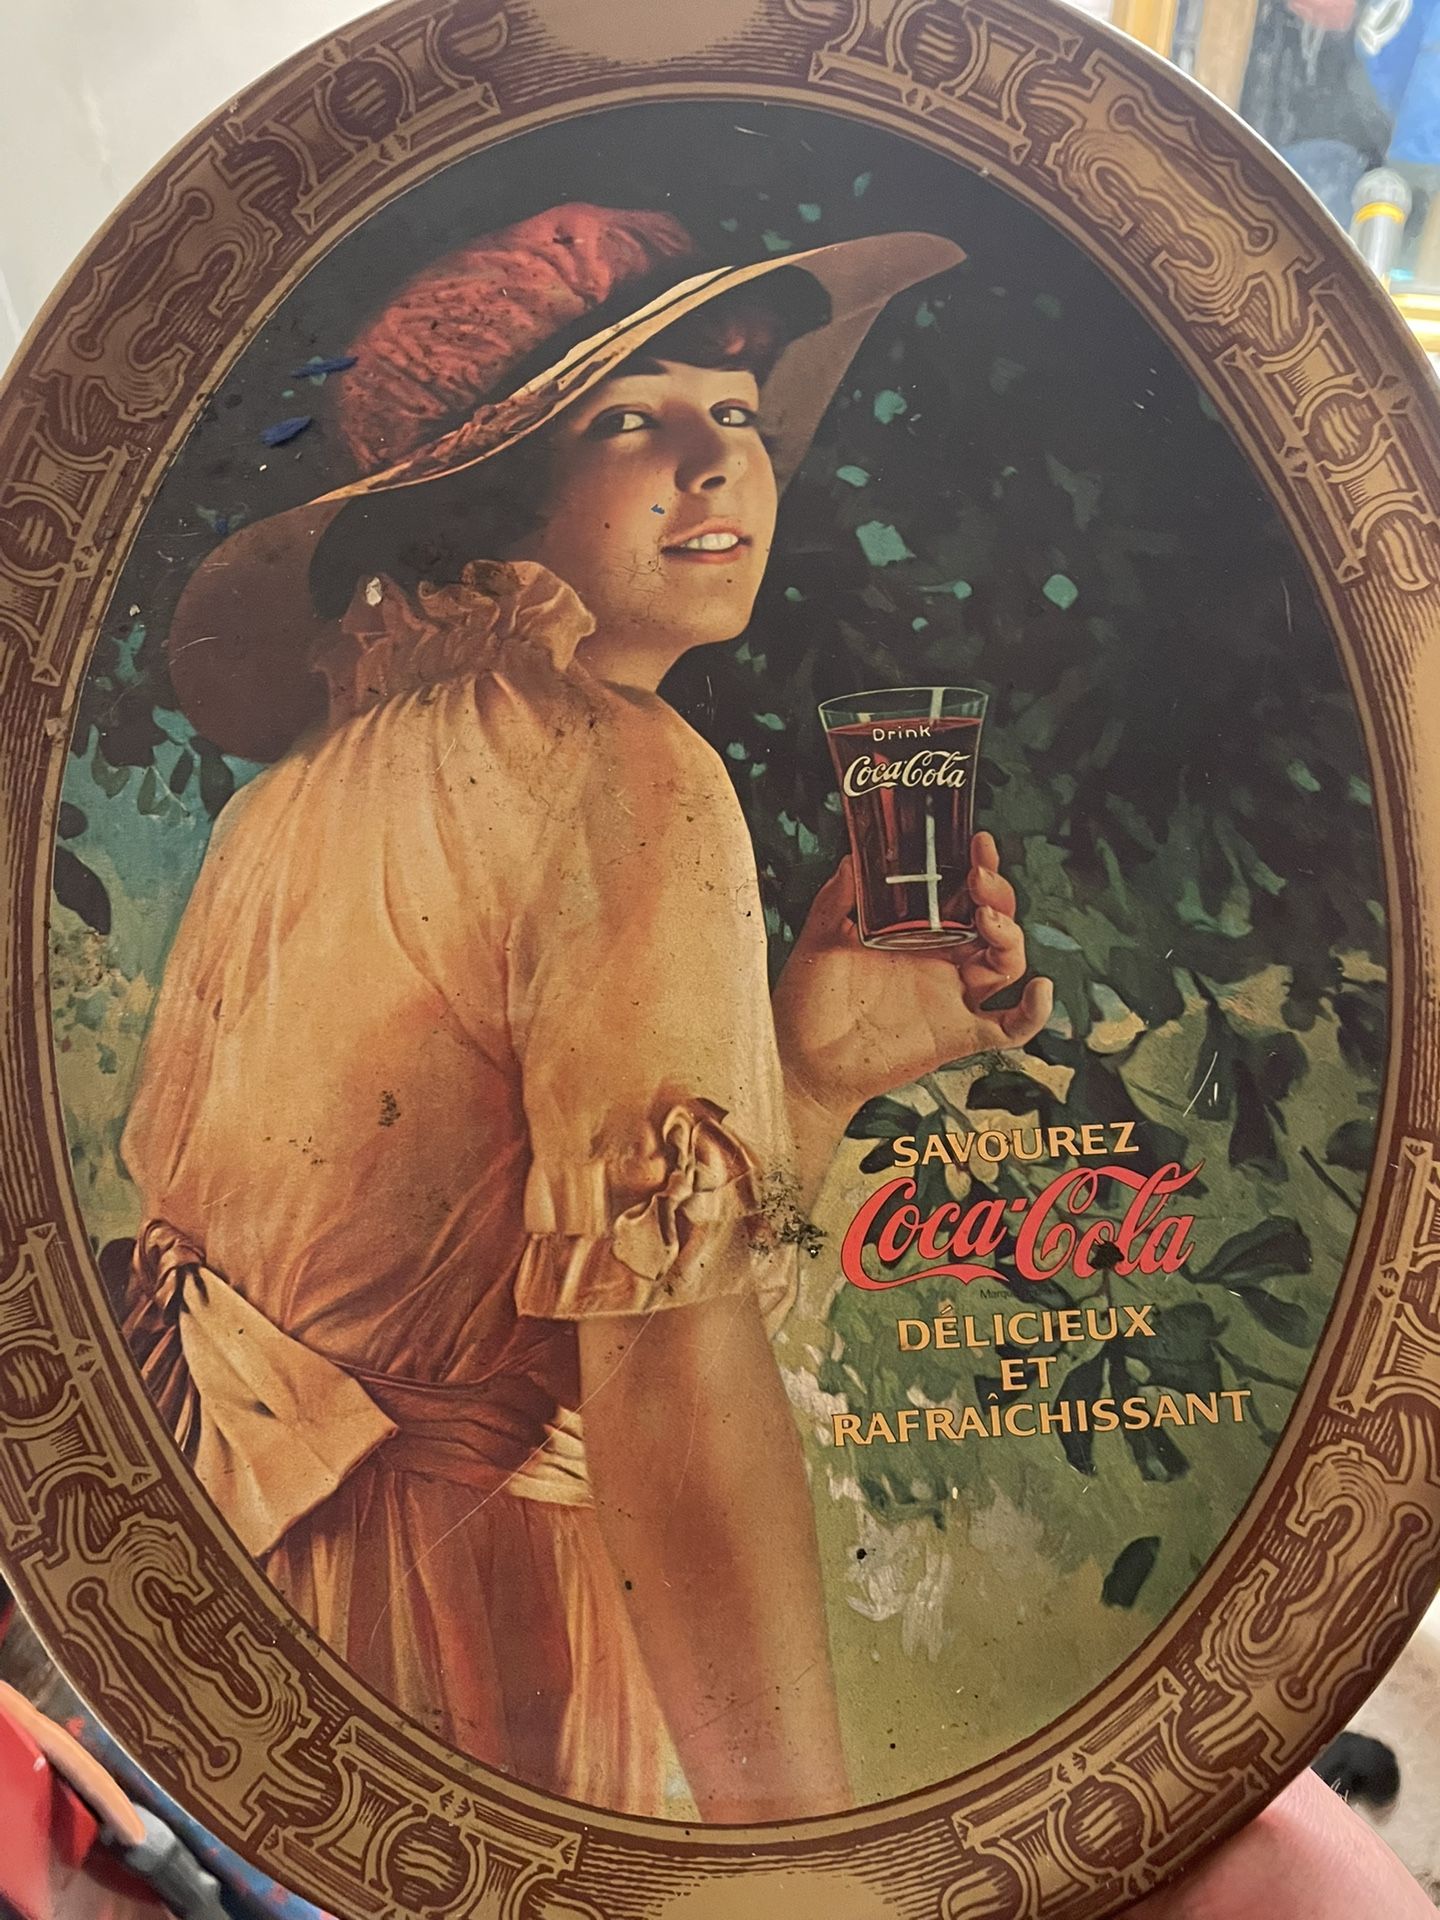 Drink
Coca-Cola
SAVOUREZ
Coca-Cola
DÉLICIEUX
ET
RAFRAÎCHISSANT